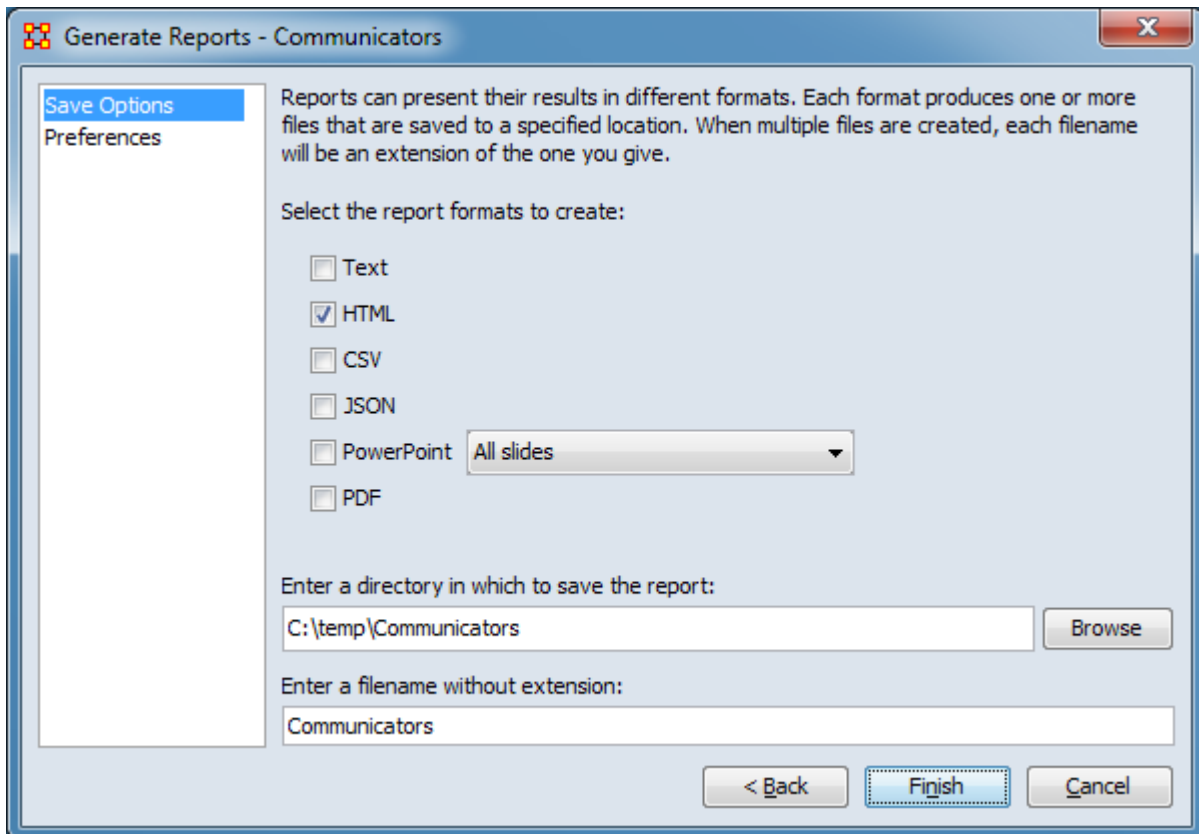 Generate Reports - Communicators
Save Options
Preferences
Reports can present their results in different formats. Each format produces one or more
files that are saved to a specified location. When multiple files are created, each filename
will be an extension of the one you give.
Select the report formats to create:
Text
HTML
CSV
JSON
PowerPoint All slides
PDF
Enter a directory in which to save the report:
C:\temp\Communicators Browse
Enter a filename without extension:
Communicators
< Back Finish Cancel